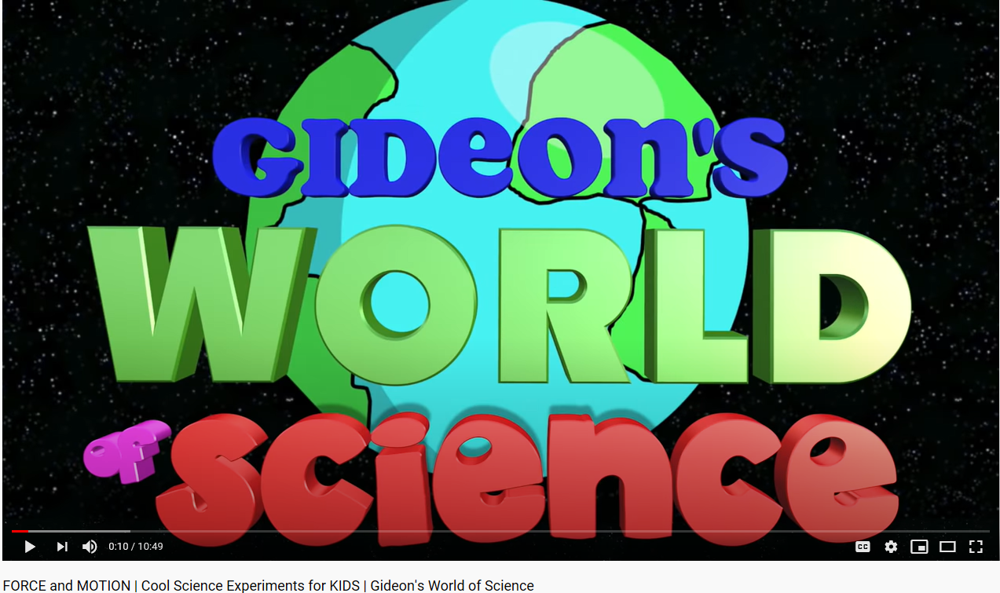 GIDeon's
WORLD
of science
0:10 / 10:49
CC
FORCE and MOTION | Cool Science Experiments for KIDS | Gideon's World of Science